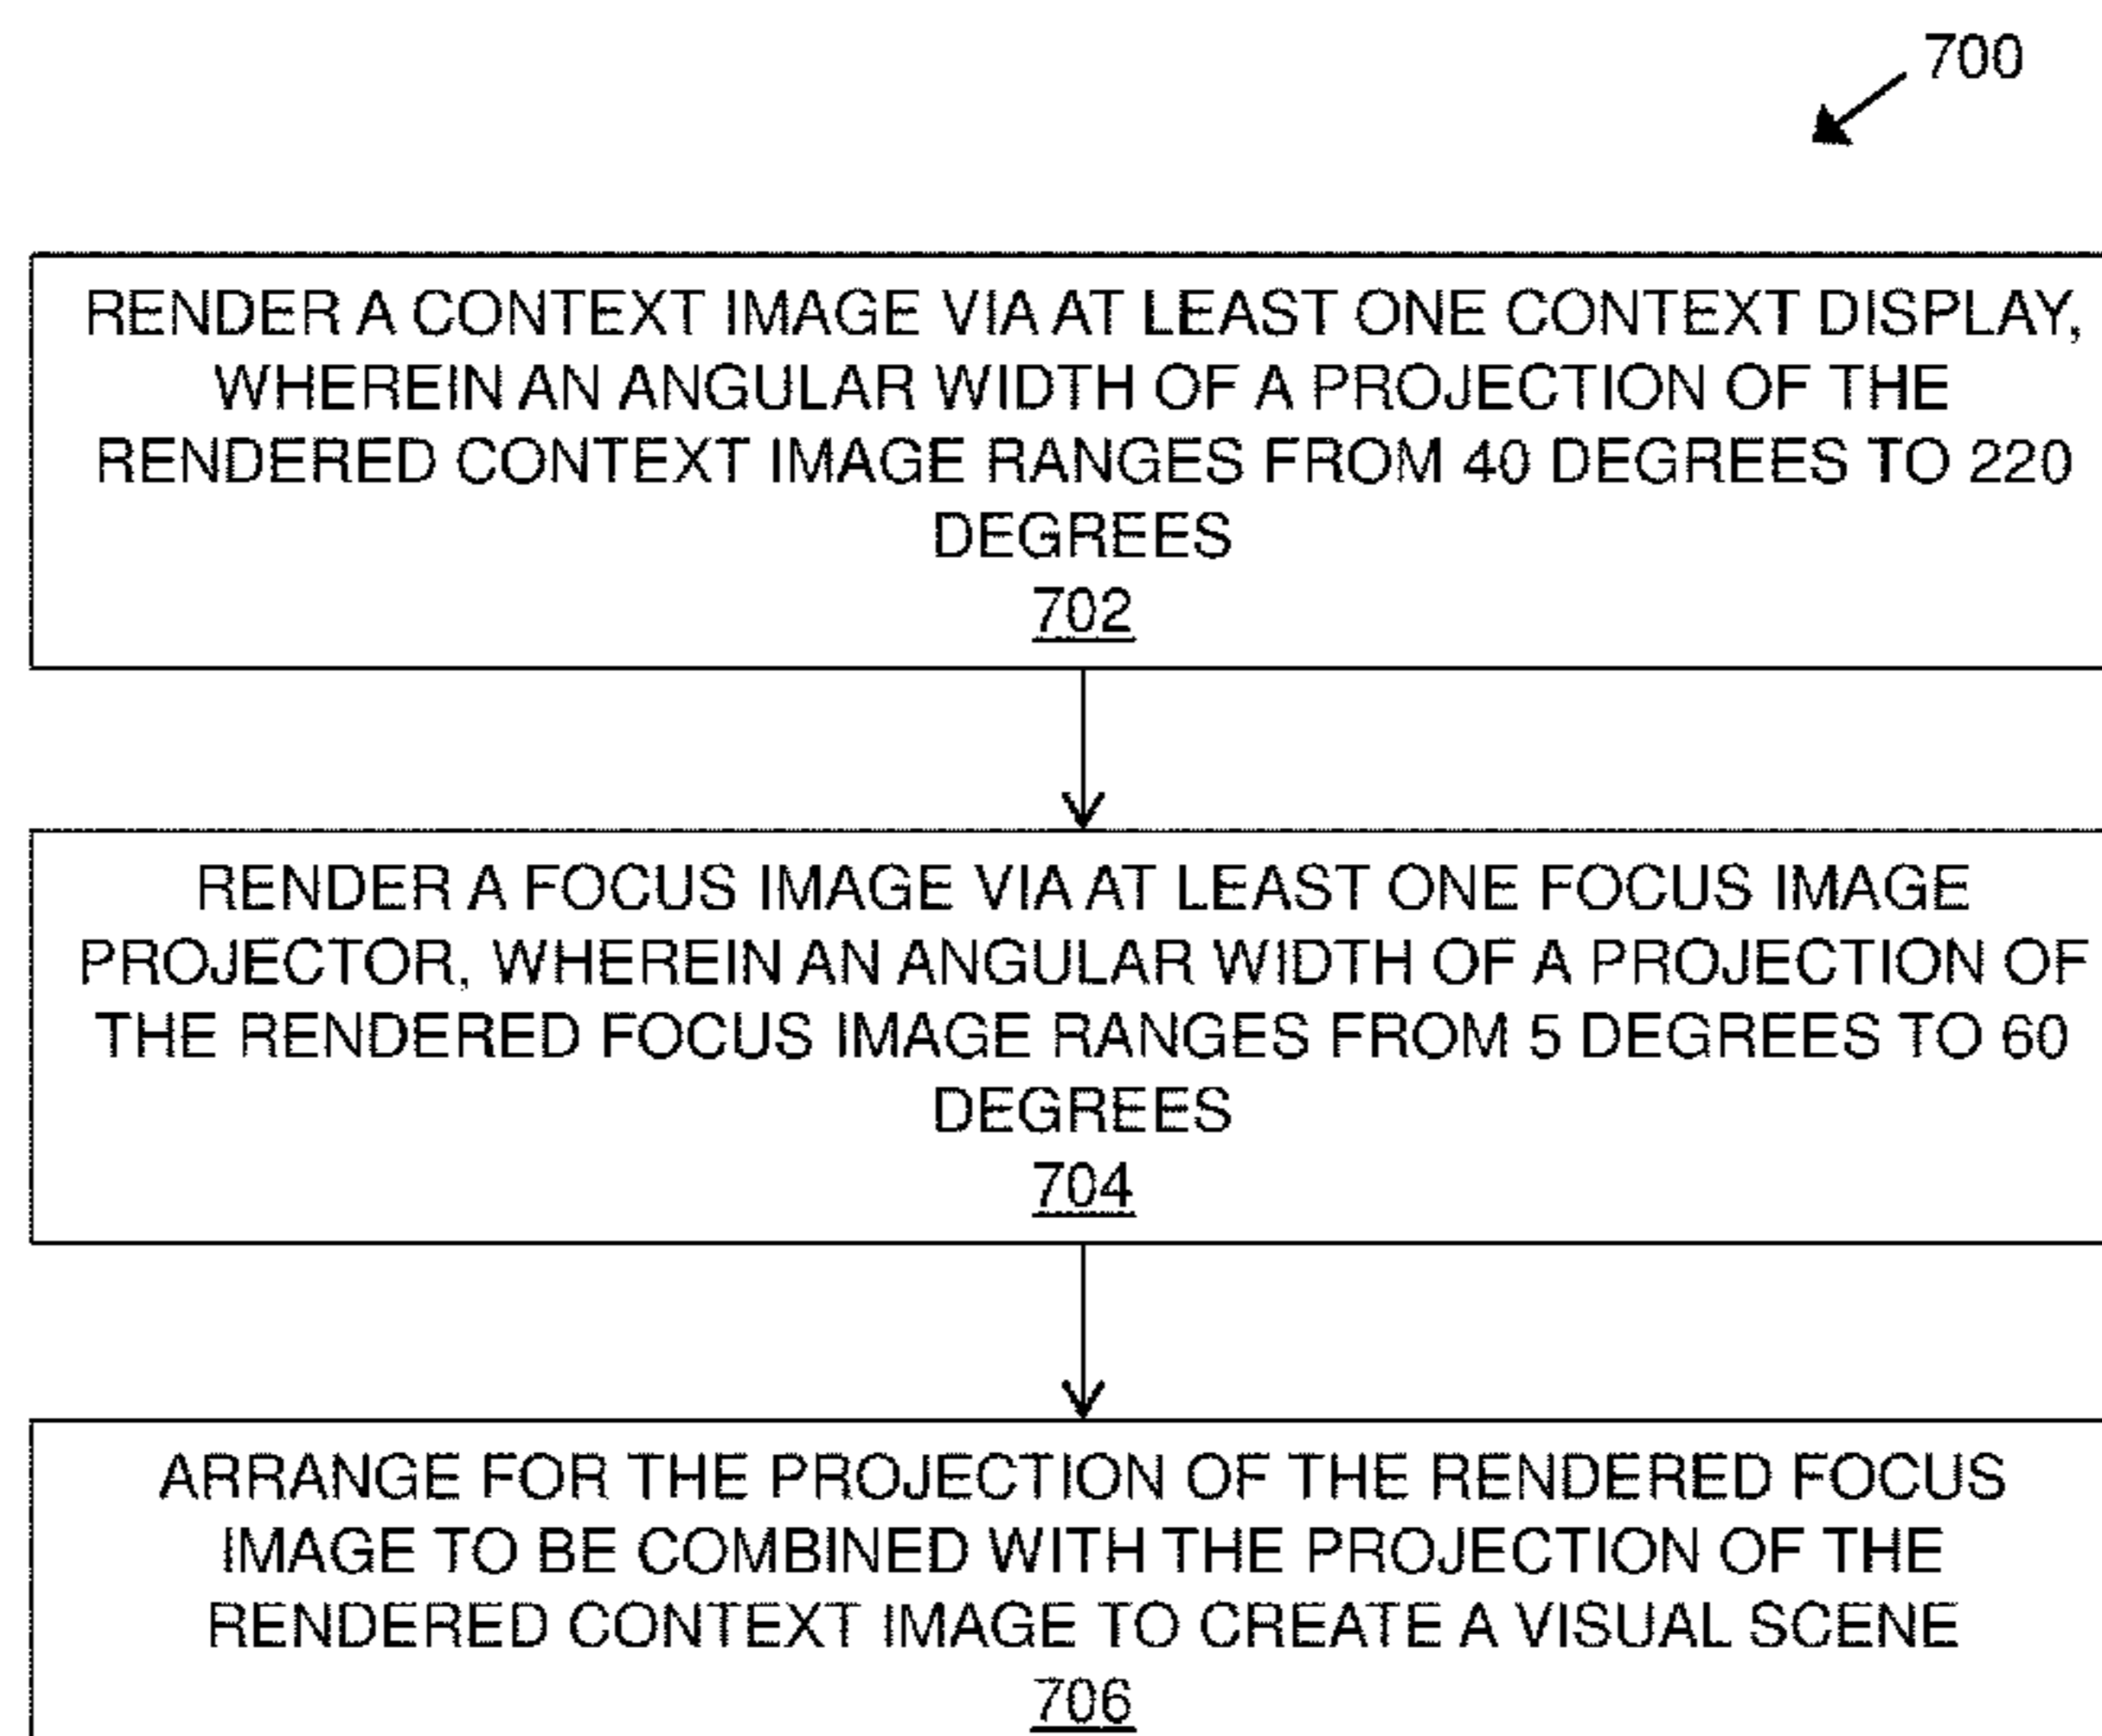 700
RENDER A CONTEXT IMAGE VIA AT LEAST ONE CONTEXT DISPLAY,
WHEREIN AN ANGULAR WIDTH OF A PROJECTION OF THE
RENDERED CONTEXT IMAGE RANGES FROM 40 DEGREES TO 220
DEGREES
702
RENDER A FOCUS IMAGE VIA AT LEAST ONE FOCUS IMAGE
PROJECTOR, WHEREIN AN ANGULAR WIDTH OF A PROJECTION OF
THE RENDERED FOCUS IMAGE RANGES FROM 5 DEGREES TO 60
DEGREES
704
ARRANGE FOR THE PROJECTION OF THE RENDERED FOCUS
IMAGE TO BE COMBINED WITH THE PROJECTION OF THE
RENDERED CONTEXT IMAGE TO CREATE A VISUAL SCENE
706